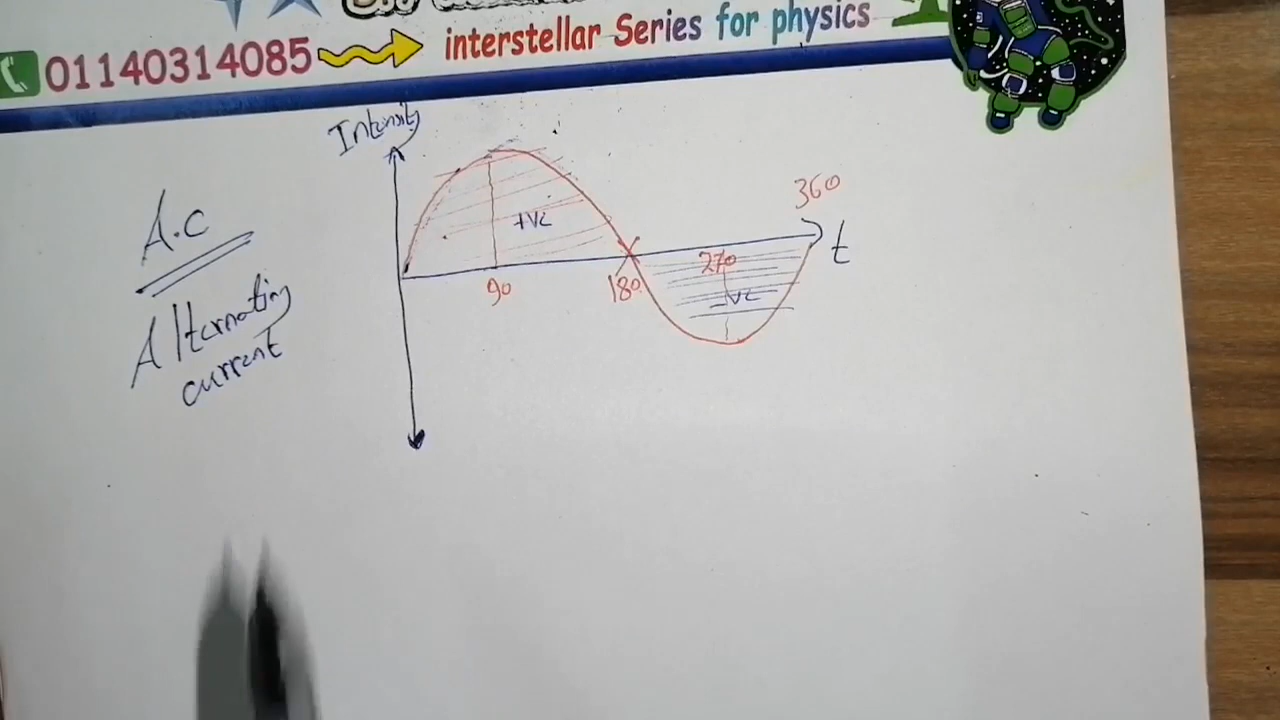 01140314085 interstellar Series for physics
Intensity
A.C
Alternating
current
+ve
90
180
270
-ve
360
t